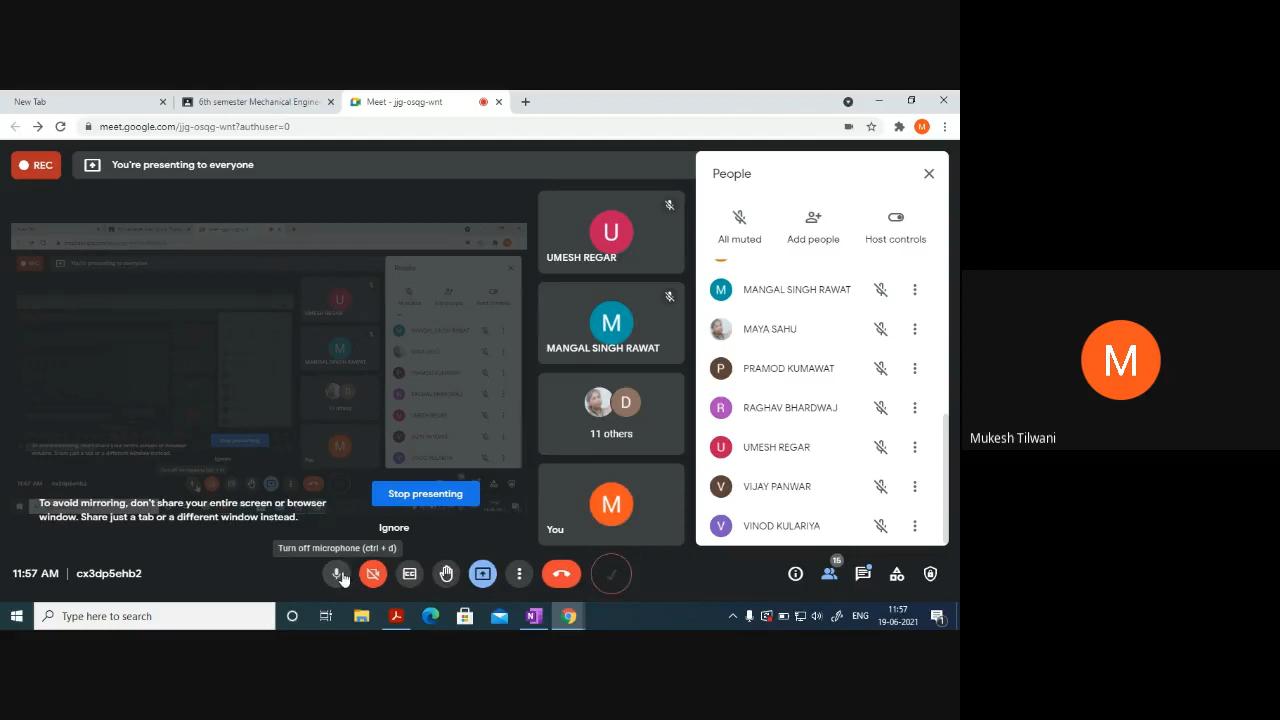 New Tab
6th semester Mechanical Engine
Meet - jjg-osqg-wnt
meet.google.com/jjg-osqg-wnt?authuser=0
M
REC
You're presenting to everyone
People
All muted
Add people
Host controls
U
UMESH REGAR
M
MANGAL SINGH RAWAT
D
11 others
M
You
M
MANGAL SINGH RAWAT
MAYA SAHU
P
PRAMOD KUMAWAT
R
RAGHAV BHARDWAJ
U
UMESH REGAR
V
VIJAY PANWAR
V
VINOD KULARIYA
To avoid mirroring, don't share your entire screen or browser
window. Share just a tab or a different window instead.
Stop presenting
Ignore
Turn off microphone (ctrl + d)
11:57 AM | cx3dp5ehb2
CC
15
Type here to search
ENG
11:57
19-06-2021
1
M
Mukesh Tilwani